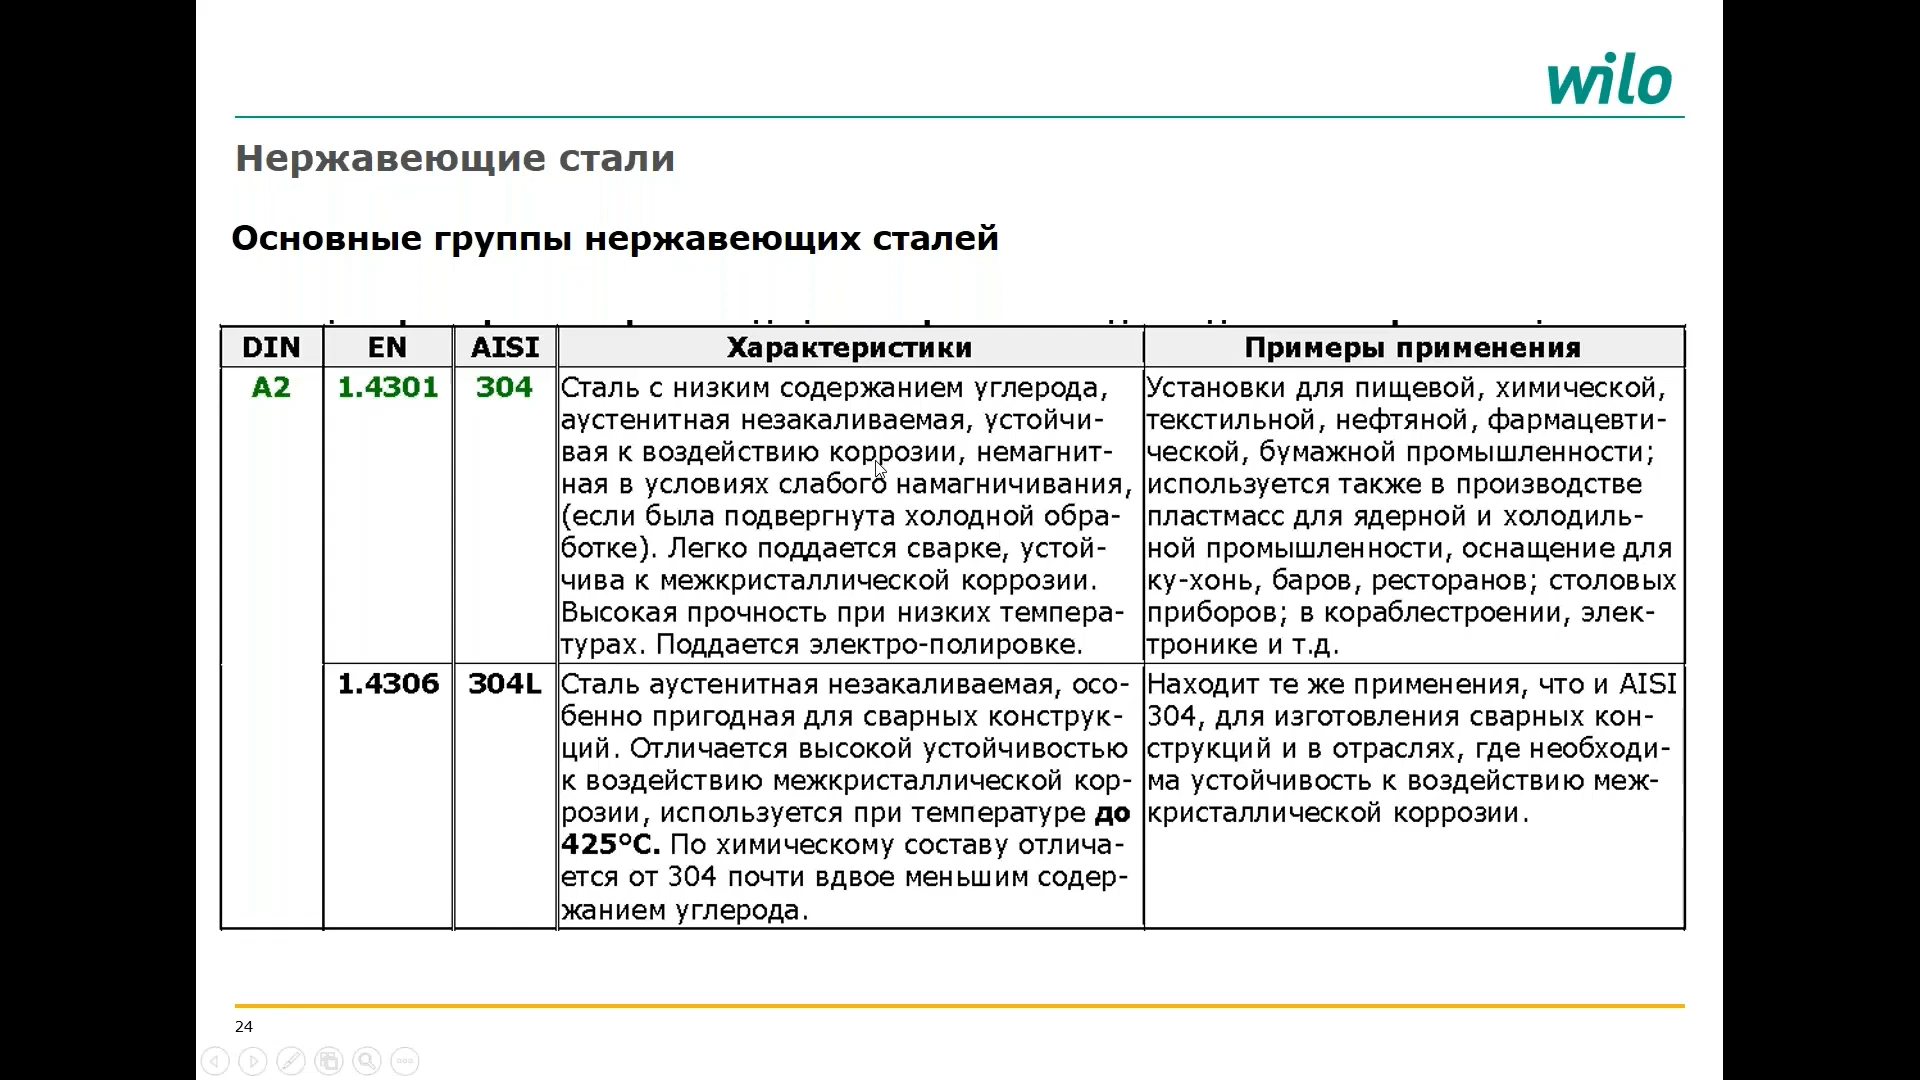 wilo
Нержавеющие стали
Основные группы нержавеющих сталей
DIN EN AISI Характеристики Примеры применения
A2 1.4301 304
Сталь с низким содержанием углерода,
аустенитная незакаливаемая, устойчи-
вая к воздействию коррозии, немагнит-
ная в условиях слабого намагничивания,
(если была подвергнута холодной обра-
ботке). Легко поддается сварке, устой-
чива к межкристаллической коррозии.
Высокая прочность при низких темпера-
турах. Поддается электро-полировке.
Установки для пищевой, химической,
текстильной, нефтяной, фармацевти-
ческой, бумажной промышленности;
используется также в производстве
пластмасс для ядерной и холодиль-
ной промышленности, оснащение для
ку-хонь, баров, ресторанов; столовых
приборов; в кораблестроении, элек-
тронике и т.д.
1.4306 304L
Сталь аустенитная незакаливаемая, осо-
бенно пригодная для сварных конструк-
ций. Отличается высокой устойчивостью
к воздействию межкристаллической кор-
розии, используется при температуре до
425°С. По химическому составу отлича-
ется от 304 почти вдвое меньшим содер-
жанием углерода.
Находит те же применения, что и AISI
304, для изготовления сварных кон-
струкций и в отраслях, где необходи-
ма устойчивость к воздействию меж-
кристаллической коррозии.
24